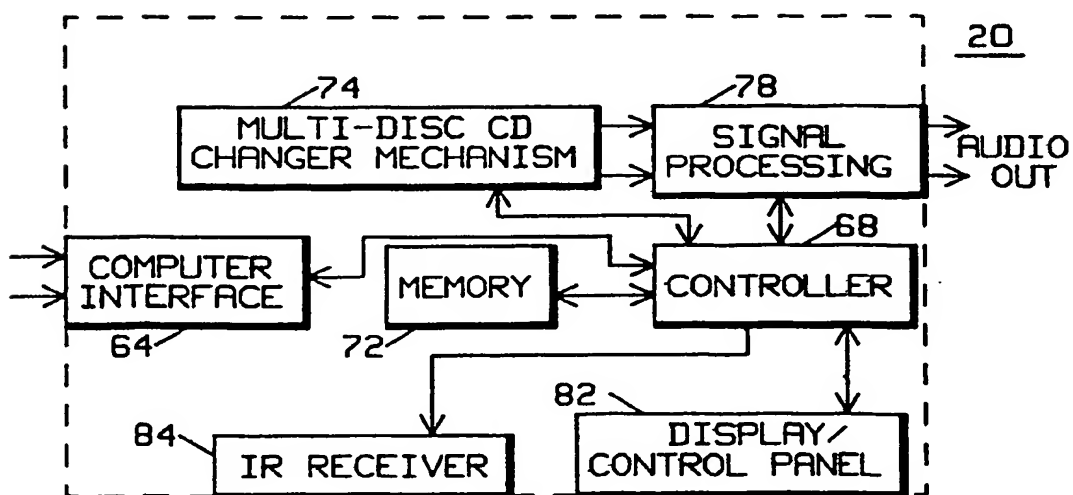 20
74
MULTI-DISC CD
CHANGER MECHANISM
78
SIGNAL
PROCESSING
AUDIO
OUT
COMPUTER
INTERFACE
64
MEMORY
72
68
CONTROLLER
84
IR RECEIVER
82
DISPLAY/
CONTROL PANEL